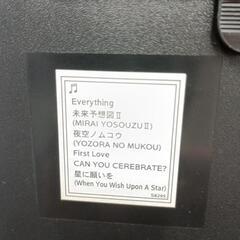 Everything
未来予想図Ⅱ
(MIRAI YOSOUZUⅡ)
夜空ノムコウ
(YOZORA NO MUKOU)
First Love
CAN YOU CEREBRATE?
星に願いを
(When You Wish Upon A Star)
S8295